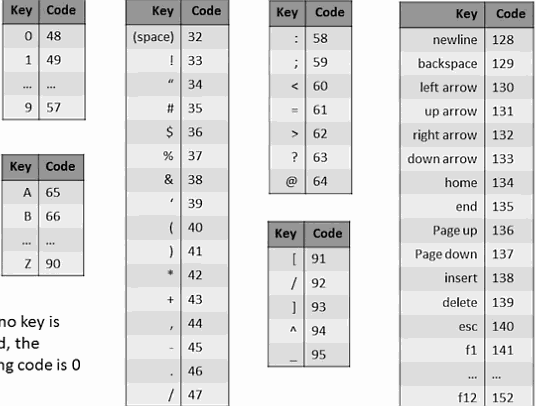 Key Code
0 48
1 49
... ...
9 57
Key Code
A 65
B 66
... ...
Z 90
no key is
d, the
ng code is 0
Key Code
(space) 32
! 33
“ 34
# 35
$ 36
% 37
& 38
‘ 39
( 40
) 41
* 42
+ 43
, 44
- 45
. 46
/ 47
Key Code
: 58
; 59
< 60
= 61
> 62
? 63
@ 64
Key Code
[ 91
/ 92
] 93
^ 94
_ 95
Key Code
newline 128
backspace 129
left arrow 130
up arrow 131
right arrow 132
down arrow 133
home 134
end 135
Page up 136
Page down 137
insert 138
delete 139
esc 140
f1 141
... ...
f12 152